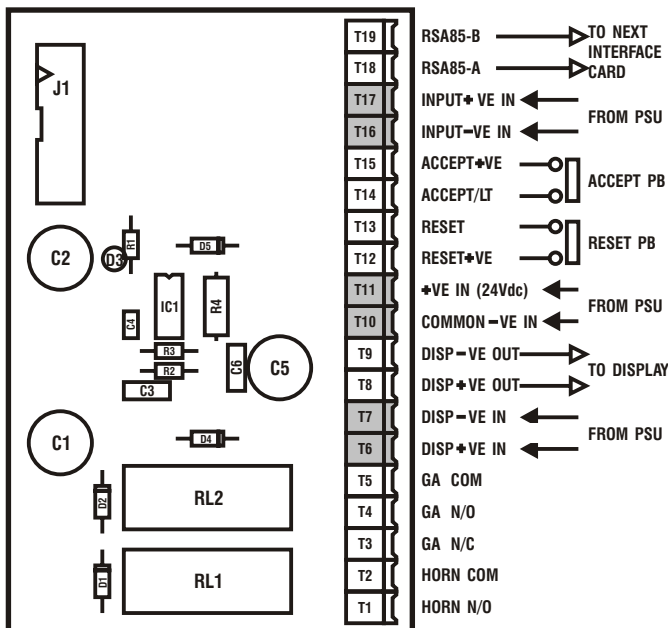 T19 RSA85-B TO NEXT
INTERFACE
T18 RSA85-A CARD
J1
T17 INPUT+ VE IN
FROM PSU
T16 INPUT-VE IN
T15 ACCEPT+VE
ACCEPT PB
T14 ACCEPT/LT
T13 RESET
RESET PB
T12 RESET+VE
C2 D3 R1 D5
T11 +VE IN (24Vdc)
FROM PSU
IC1 R4
T10 COMMON-VE IN
C4
T9 DISP-VE OUT
R3
TO DISPLAY
R2 C6 C5
T8 DISP+VE OUT
C3
T7 DISP-VE IN
FROM PSU
C1 D4
T6 DISP+VE IN
T5 GA COM
D2 RL2
T4 GA N/O
T3 GA N/C
D1 RL1
T2 HORN COM
T1 HORN N/O